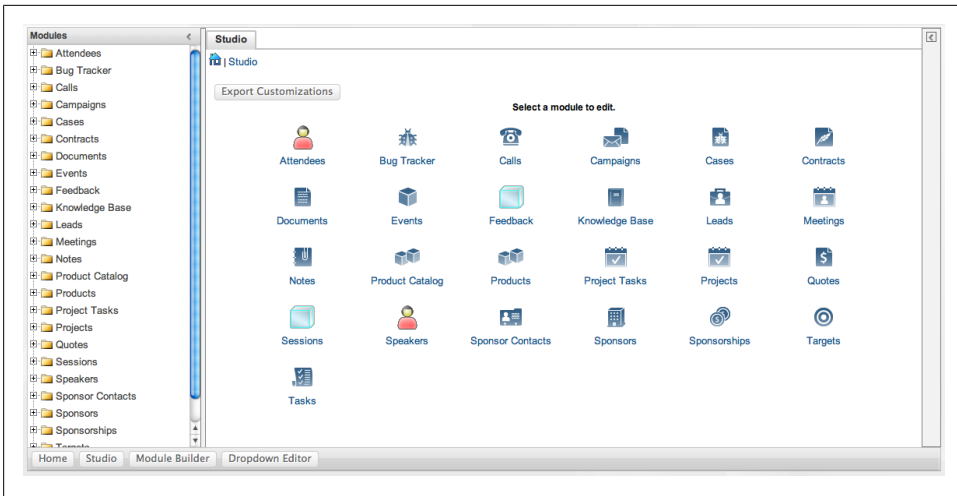 Modules
Attendees
Bug Tracker
Calls
Campaigns
Cases
Contracts
Documents
Events
Feedback
Knowledge Base
Leads
Meetings
Notes
Product Catalog
Products
Project Tasks
Projects
Quotes
Sessions
Speakers
Sponsor Contacts
Sponsors
Sponsorships
Targets
Studio
| Studio
Export Customizations
Select a module to edit.
Attendees Bug Tracker Calls Campaigns Cases Contracts
Documents Events Feedback Knowledge Base Leads Meetings
Notes Product Catalog Products Project Tasks Projects Quotes
Sessions Speakers Sponsor Contacts Sponsors Sponsorships Targets
Tasks
Home Studio Module Builder Dropdown Editor